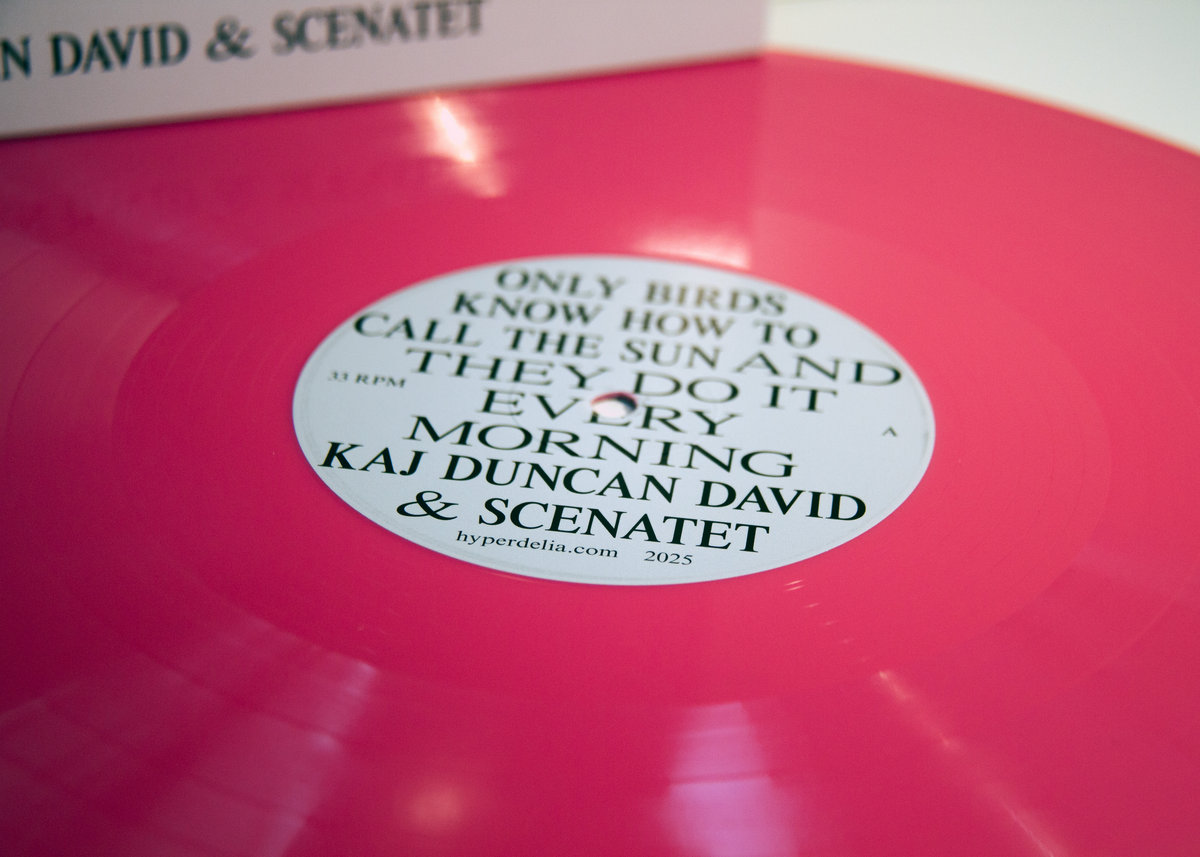 N DAVID & SCENATET
ONLY BIRDS
KNOW HOW TO
CALL THE SUN AND
THEY DO IT
33 RPM
EVERY
A
MORNING
KAJ DUNCAN DAVID
& SCENATET
hyperdelia.com 2025